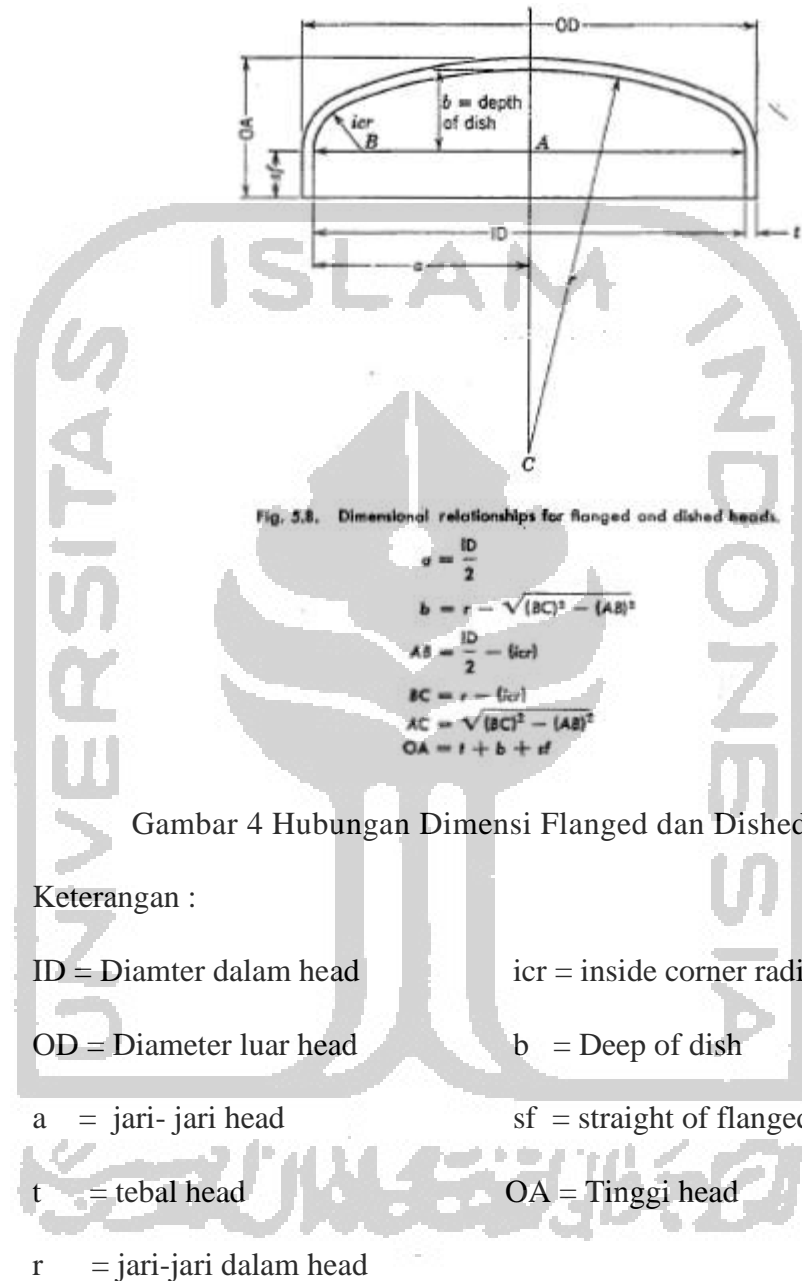 OD
OA
b = depth
of dish
icr
B
A
sf
ID
t
a
r
C
Fig. 5.8. Dimensional relationships for flanged and dished heads.
a = ID / 2
b = r − √(BC)² − (AB)²
AB = ID / 2 − (icr)
BC = r − (icr)
AC = √(BC)² − (AB)²
OA = t + b + sf
Gambar 4 Hubungan Dimensi Flanged dan Dished
Keterangan :
ID = Diamter dalam head icr = inside corner radi
OD = Diameter luar head b = Deep of dish
a = jari- jari head sf = straight of flanged
t = tebal head OA = Tinggi head
r = jari-jari dalam head
UNIVERSITAS
ISLAM
INDONESIA